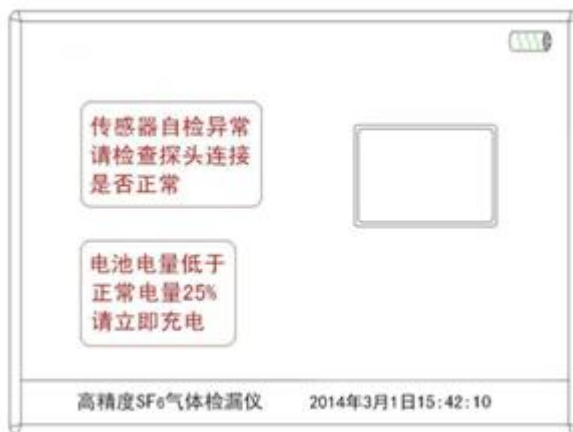 传感器自检异常
请检查探头连接
是否正常
电池电量低于
正常电量25%
请立即充电
高精度SF₆气体检漏仪 2014年3月1日15:42:10